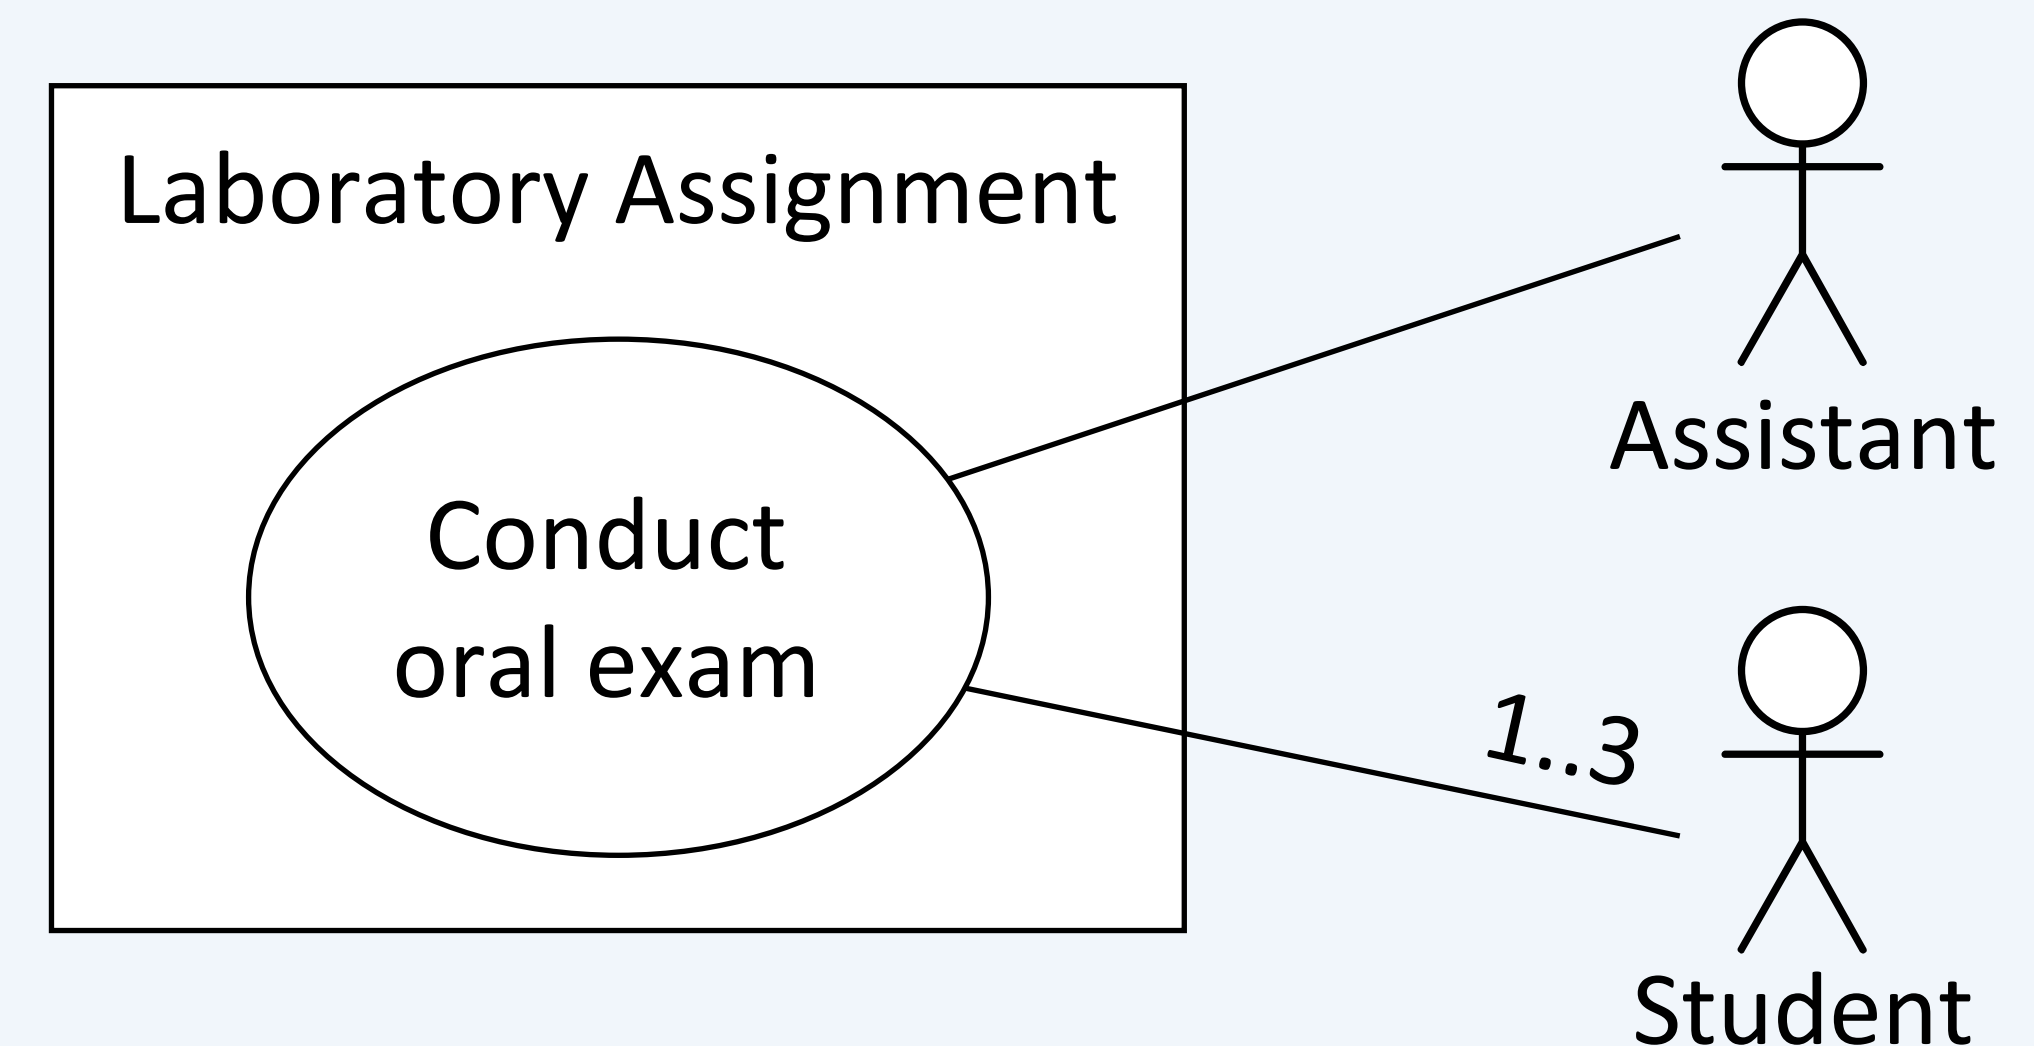 Laboratory Assignment
Conduct
oral exam
Assistant
1..3
Student